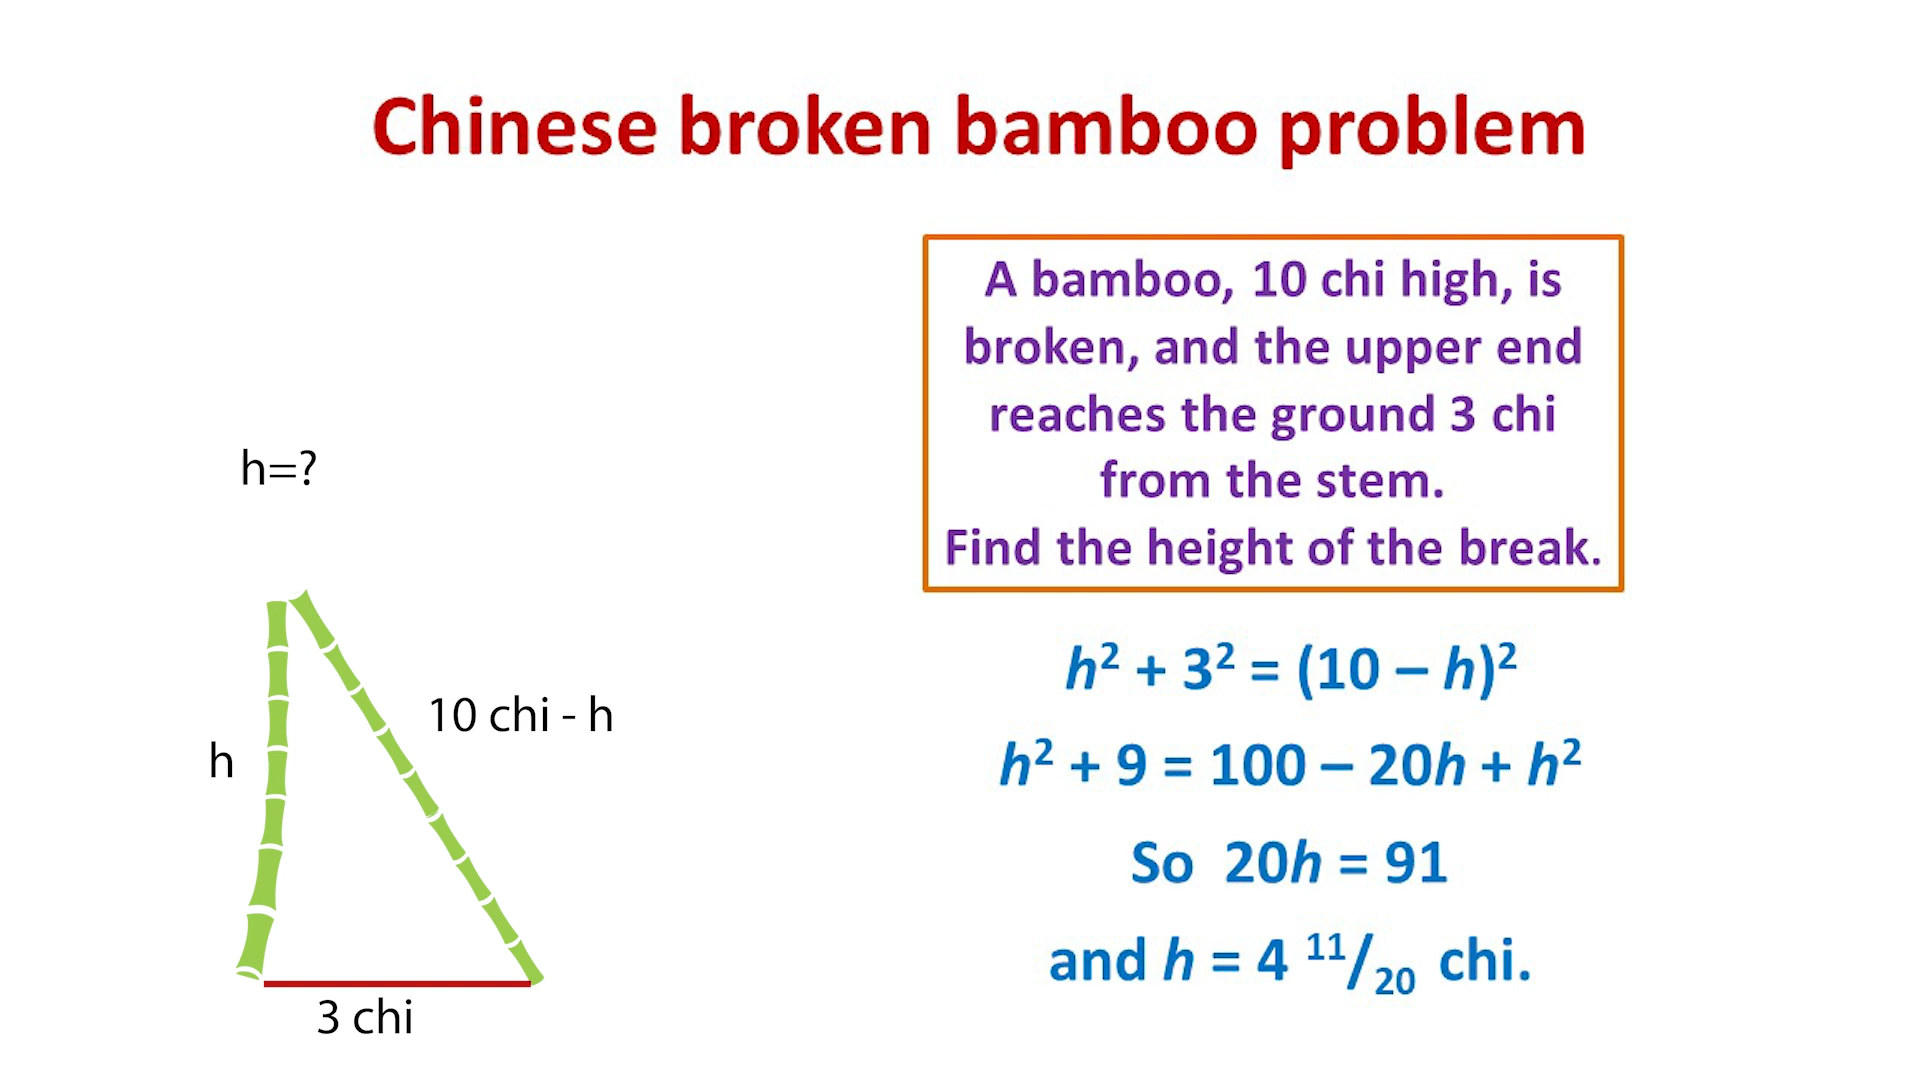 Chinese broken bamboo problem
A bamboo, 10 chi high, is
broken, and the upper end
reaches the ground 3 chi
from the stem.
Find the height of the break.
h=?
h
10 chi - h
3 chi
h² + 3² = (10 – h)²
h² + 9 = 100 – 20h + h²
So 20h = 91
and h = 4 ¹¹/₂₀ chi.